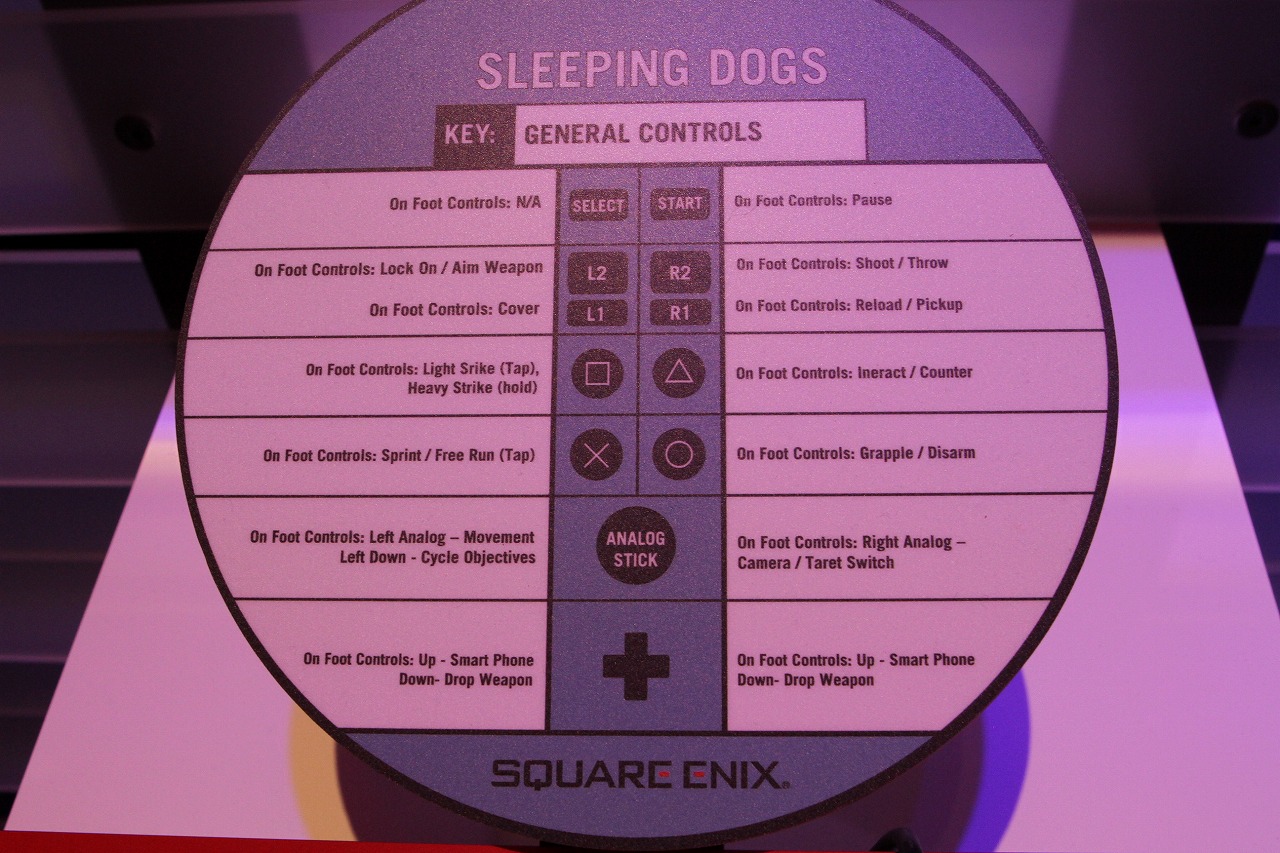 SLEEPING DOGS
KEY: GENERAL CONTROLS
On Foot Controls: N/A
SELECT
START
On Foot Controls: Pause
On Foot Controls: Lock On / Aim Weapon
L2
R2
On Foot Controls: Shoot / Throw
On Foot Controls: Cover
L1
R1
On Foot Controls: Reload / Pickup
On Foot Controls: Light Srike (Tap),
Heavy Strike (hold)
On Foot Controls: Ineract / Counter
On Foot Controls: Sprint / Free Run (Tap)
On Foot Controls: Grapple / Disarm
On Foot Controls: Left Analog – Movement
Left Down - Cycle Objectives
ANALOG
STICK
On Foot Controls: Right Analog –
Camera / Taret Switch
On Foot Controls: Up - Smart Phone
Down- Drop Weapon
On Foot Controls: Up - Smart Phone
Down- Drop Weapon
SQUARE ENIX®